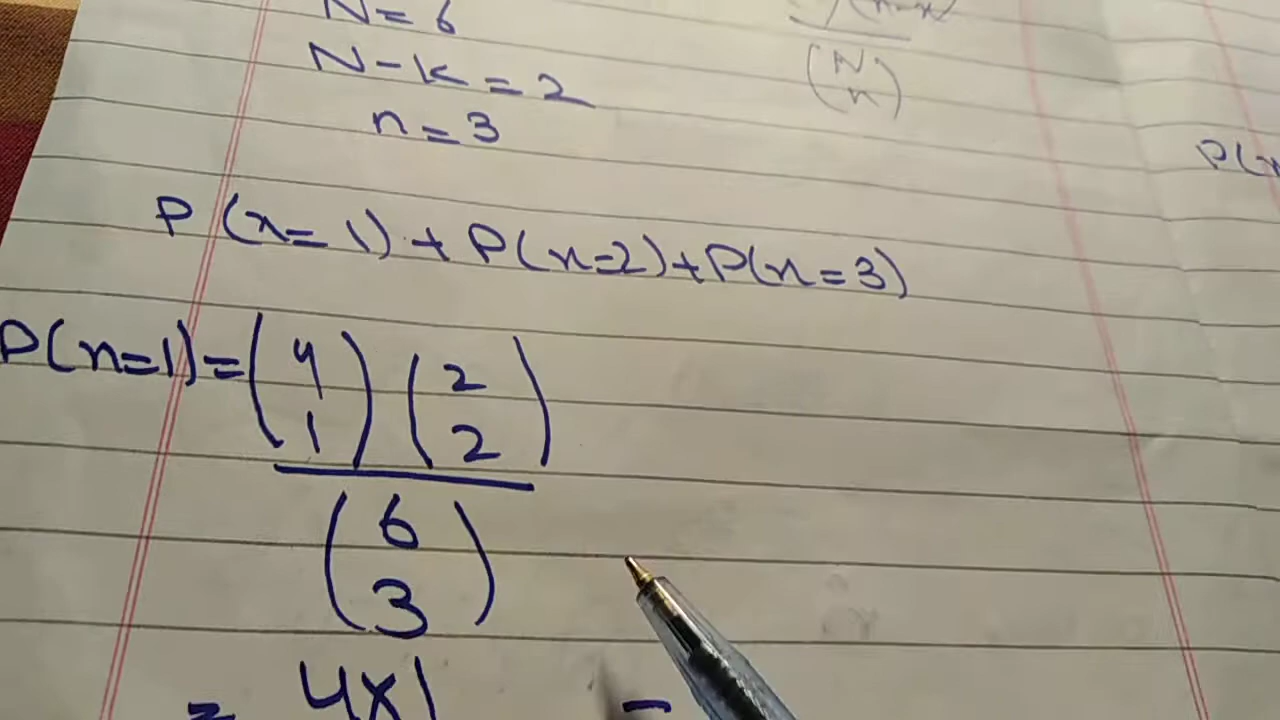 N=6
N-k=2
n=3
(N
n)
P(x=1)+P(x=2)+P(x=3)
P(x=1)=(4
1)(2
2)
(6
3)
= 4x1 =